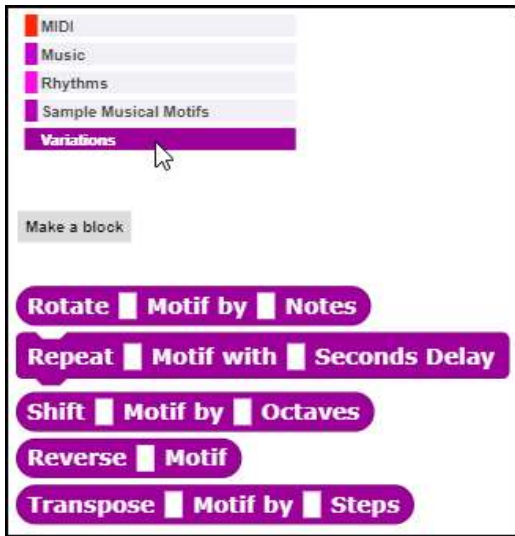 MIDI
Music
Rhythms
Sample Musical Motifs
Variations
Make a block
Rotate Motif by Notes
Repeat Motif with Seconds Delay
Shift Motif by Octaves
Reverse Motif
Transpose Motif by Steps